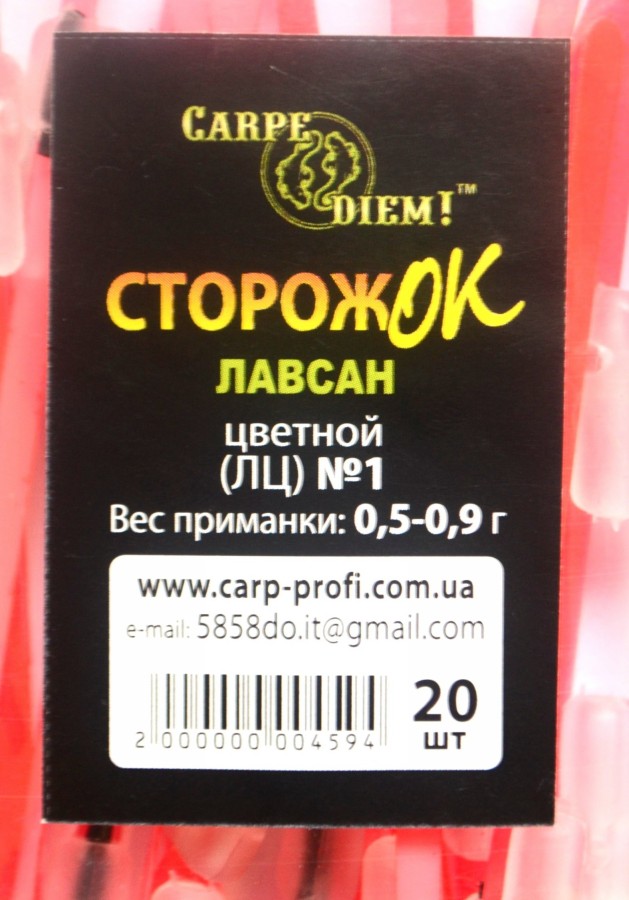 CARPE
DIEM!™
СТОРОЖОК
ЛАВСАН
цветной
(ЛЦ) №1
Вес приманки: 0,5-0,9 г
www.carp-profi.com.ua
e-mail: 5858do.it@gmail.com
20
шт
2 000000 004594